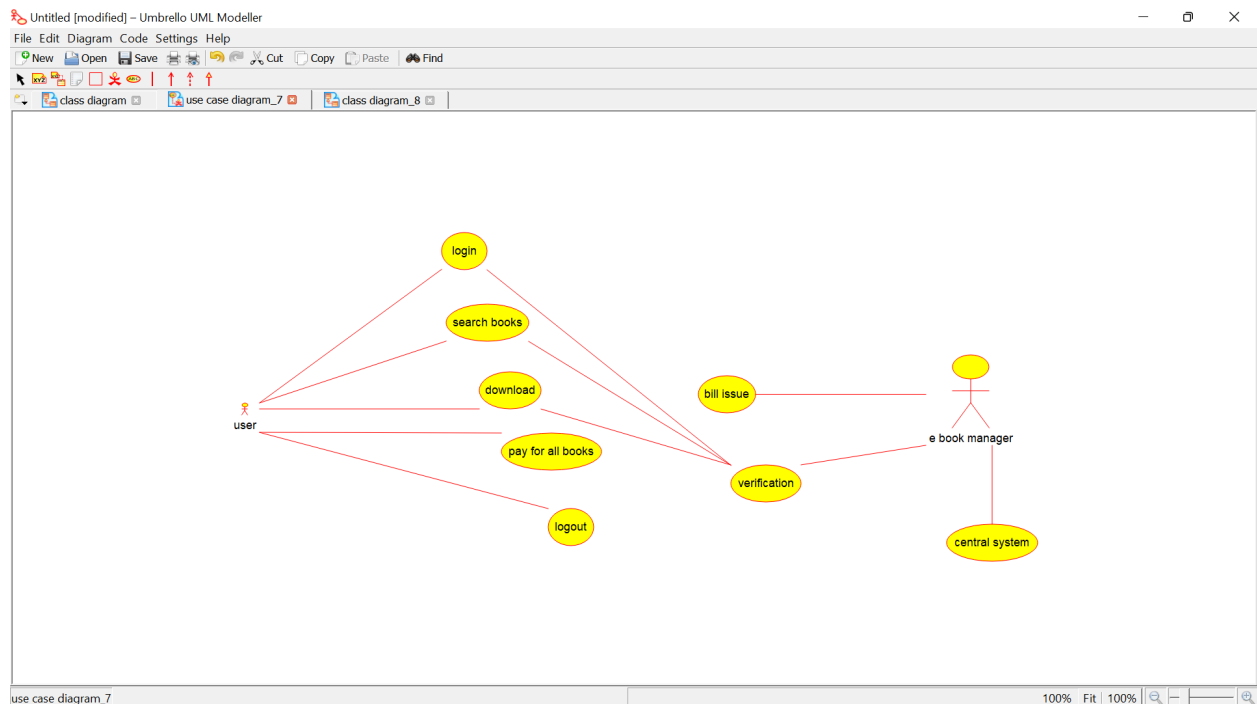 Untitled [modified] – Umbrello UML Modeller
File Edit Diagram Code Settings Help
New Open Save Cut Copy Paste Find
XYZ
class diagram use case diagram_7 class diagram_8
login
search books
download
bill issue
user
e book manager
pay for all books
verification
logout
central system
use case diagram_7 100% Fit 100%